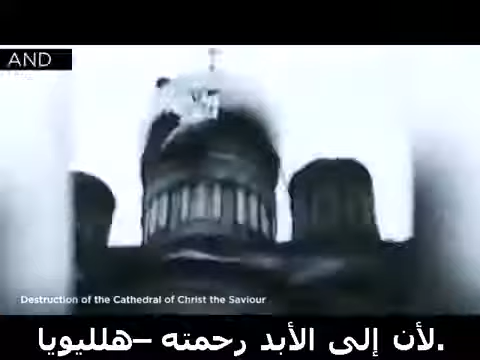 AND
Destruction of the Cathedral of Christ the Saviour
لأن إلى الأبد رحمته –هلليويا.